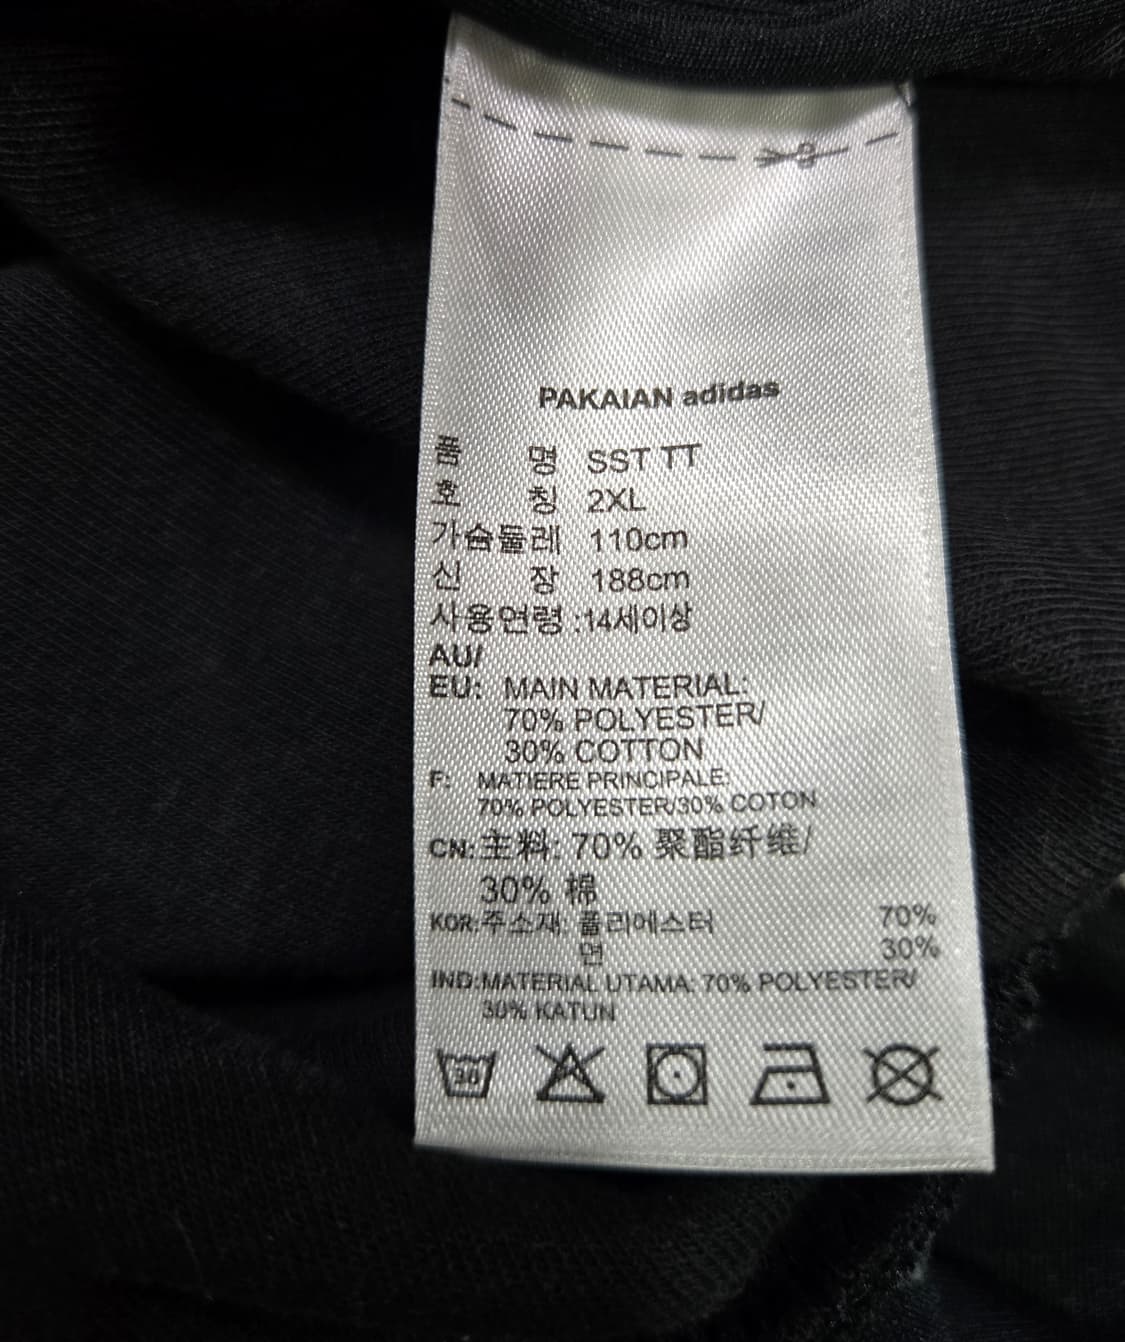 PAKAIAN adidas
품 명 SST TT
호 칭 2XL
가슴둘레 110cm
신 장 188cm
사용연령 :14세이상
AU/
EU: MAIN MATERIAL:
70% POLYESTER/
30% COTTON
F: MATIERE PRINCIPALE:
70% POLYESTER/30% COTON
CN:主料: 70% 聚酯纤维/
30% 棉
KOR:주소재: 폴리에스터 70%
면 30%
IND:MATERIAL UTAMA: 70% POLYESTER/
30% KATUN
30